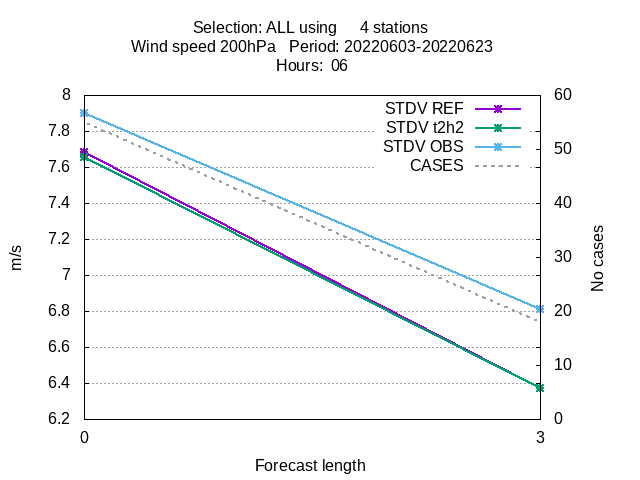 Selection: ALL using      4 stations
Wind speed 200hPa   Period: 20220603-20220623
Hours:  06
STDV REF
STDV t2h2
STDV OBS
CASES
8
7.8
7.6
7.4
7.2
7
6.8
6.6
6.4
6.2
60
50
40
30
20
10
0
m/s
No cases
0
3
Forecast length